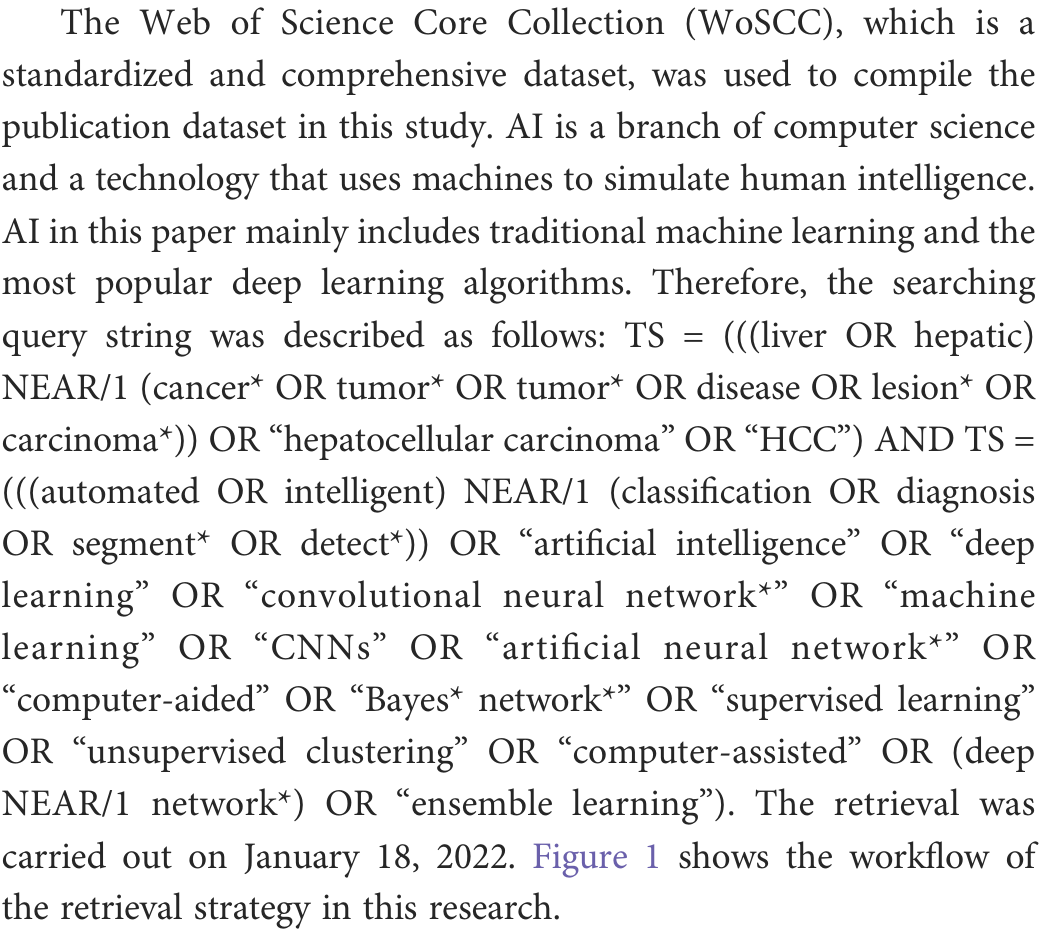 The Web of Science Core Collection (WoSCC), which is a
standardized and comprehensive dataset, was used to compile the
publication dataset in this study. AI is a branch of computer science
and a technology that uses machines to simulate human intelligence.
AI in this paper mainly includes traditional machine learning and the
most popular deep learning algorithms. Therefore, the searching
query string was described as follows: TS = (((liver OR hepatic)
NEAR/1 (cancer* OR tumor* OR tumor* OR disease OR lesion* OR
carcinoma*)) OR “hepatocellular carcinoma” OR “HCC”) AND TS =
(((automated OR intelligent) NEAR/1 (classification OR diagnosis
OR segment* OR detect*)) OR “artificial intelligence” OR “deep
learning” OR “convolutional neural network*” OR “machine
learning” OR “CNNs” OR “artificial neural network*” OR
“computer-aided” OR “Bayes* network*” OR “supervised learning”
OR “unsupervised clustering” OR “computer-assisted” OR (deep
NEAR/1 network*) OR “ensemble learning”). The retrieval was
carried out on January 18, 2022. Figure 1 shows the workflow of
the retrieval strategy in this research.